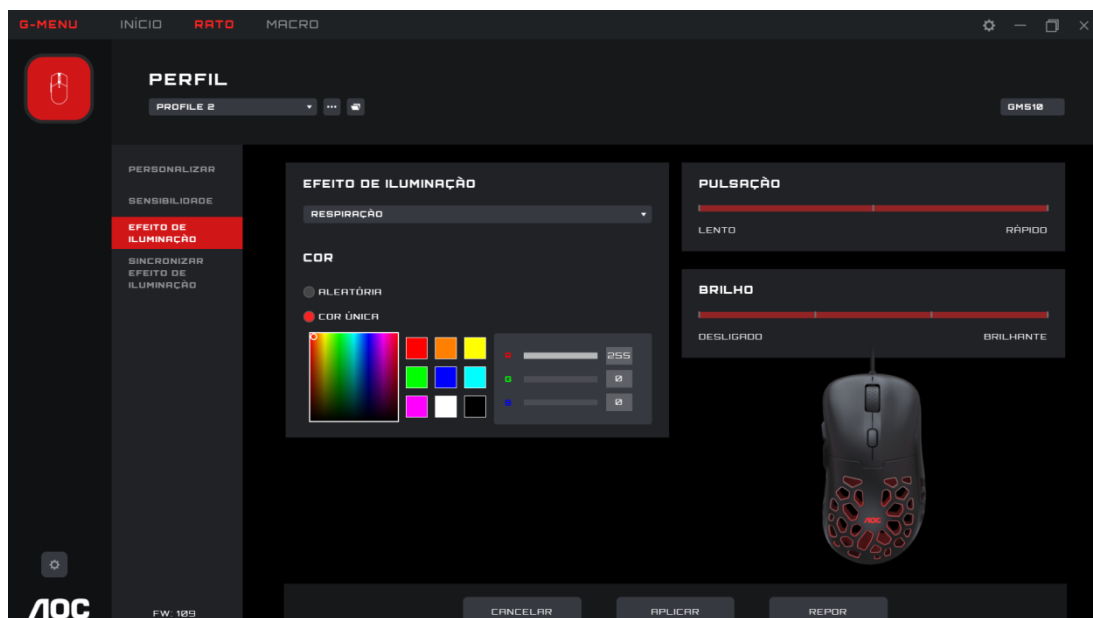 G-MENU INÍCIO RATO MACRO
PERFIL
PROFILE 2 ...
GM510
PERSONALIZAR
SENSIBILIDADE
EFEITO DE
ILUMINAÇÃO
SINCRONIZAR
EFEITO DE
ILUMINAÇÃO
EFEITO DE ILUMINAÇÃO
RESPIRAÇÃO
COR
ALEATÓRIA
COR ÚNICA
R 255
G 0
B 0
PULSAÇÃO
LENTO RÁPIDO
BRILHO
DESLIGADO BRILHANTE
AOC
AOC
FW: 109
CANCELAR APLICAR REPOR